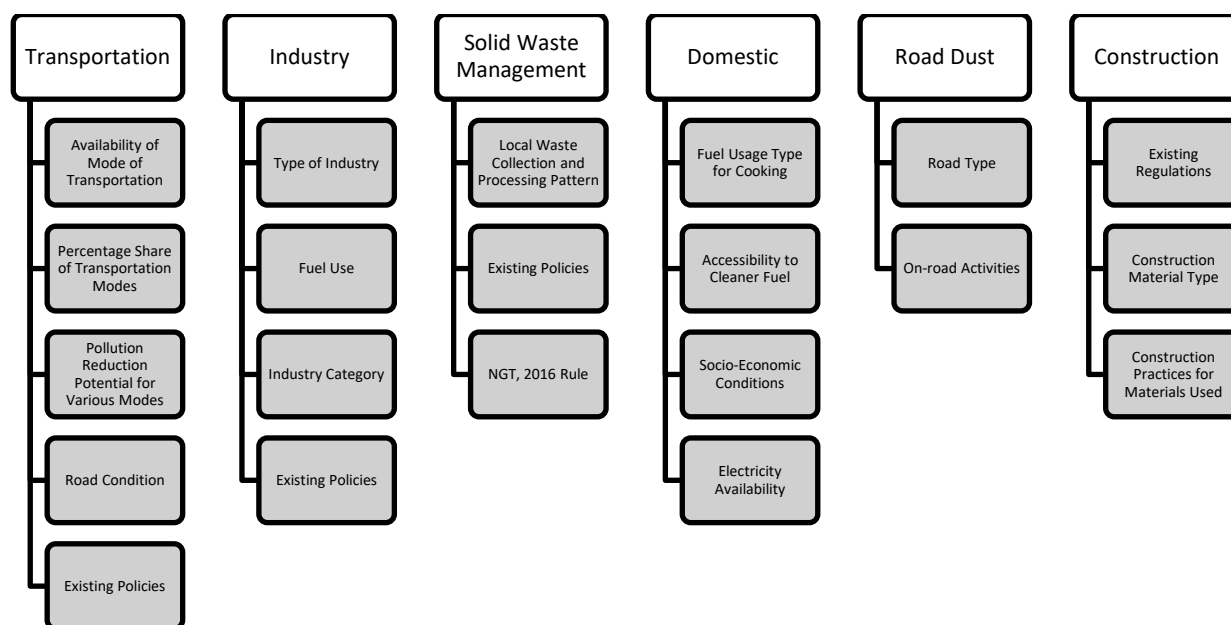 Transportation
Availability of
Mode of
Transportation
Percentage Share
of Transportation
Modes
Pollution
Reduction
Potential for
Various Modes
Road Condition
Existing Policies
Industry
Type of Industry
Fuel Use
Industry Category
Existing Policies
Solid Waste
Management
Local Waste
Collection and
Processing Pattern
Existing Policies
NGT, 2016 Rule
Domestic
Fuel Usage Type
for Cooking
Accessibility to
Cleaner Fuel
Socio-Economic
Conditions
Electricity
Availability
Road Dust
Road Type
On-road Activities
Construction
Existing
Regulations
Construction
Material Type
Construction
Practices for
Materials Used